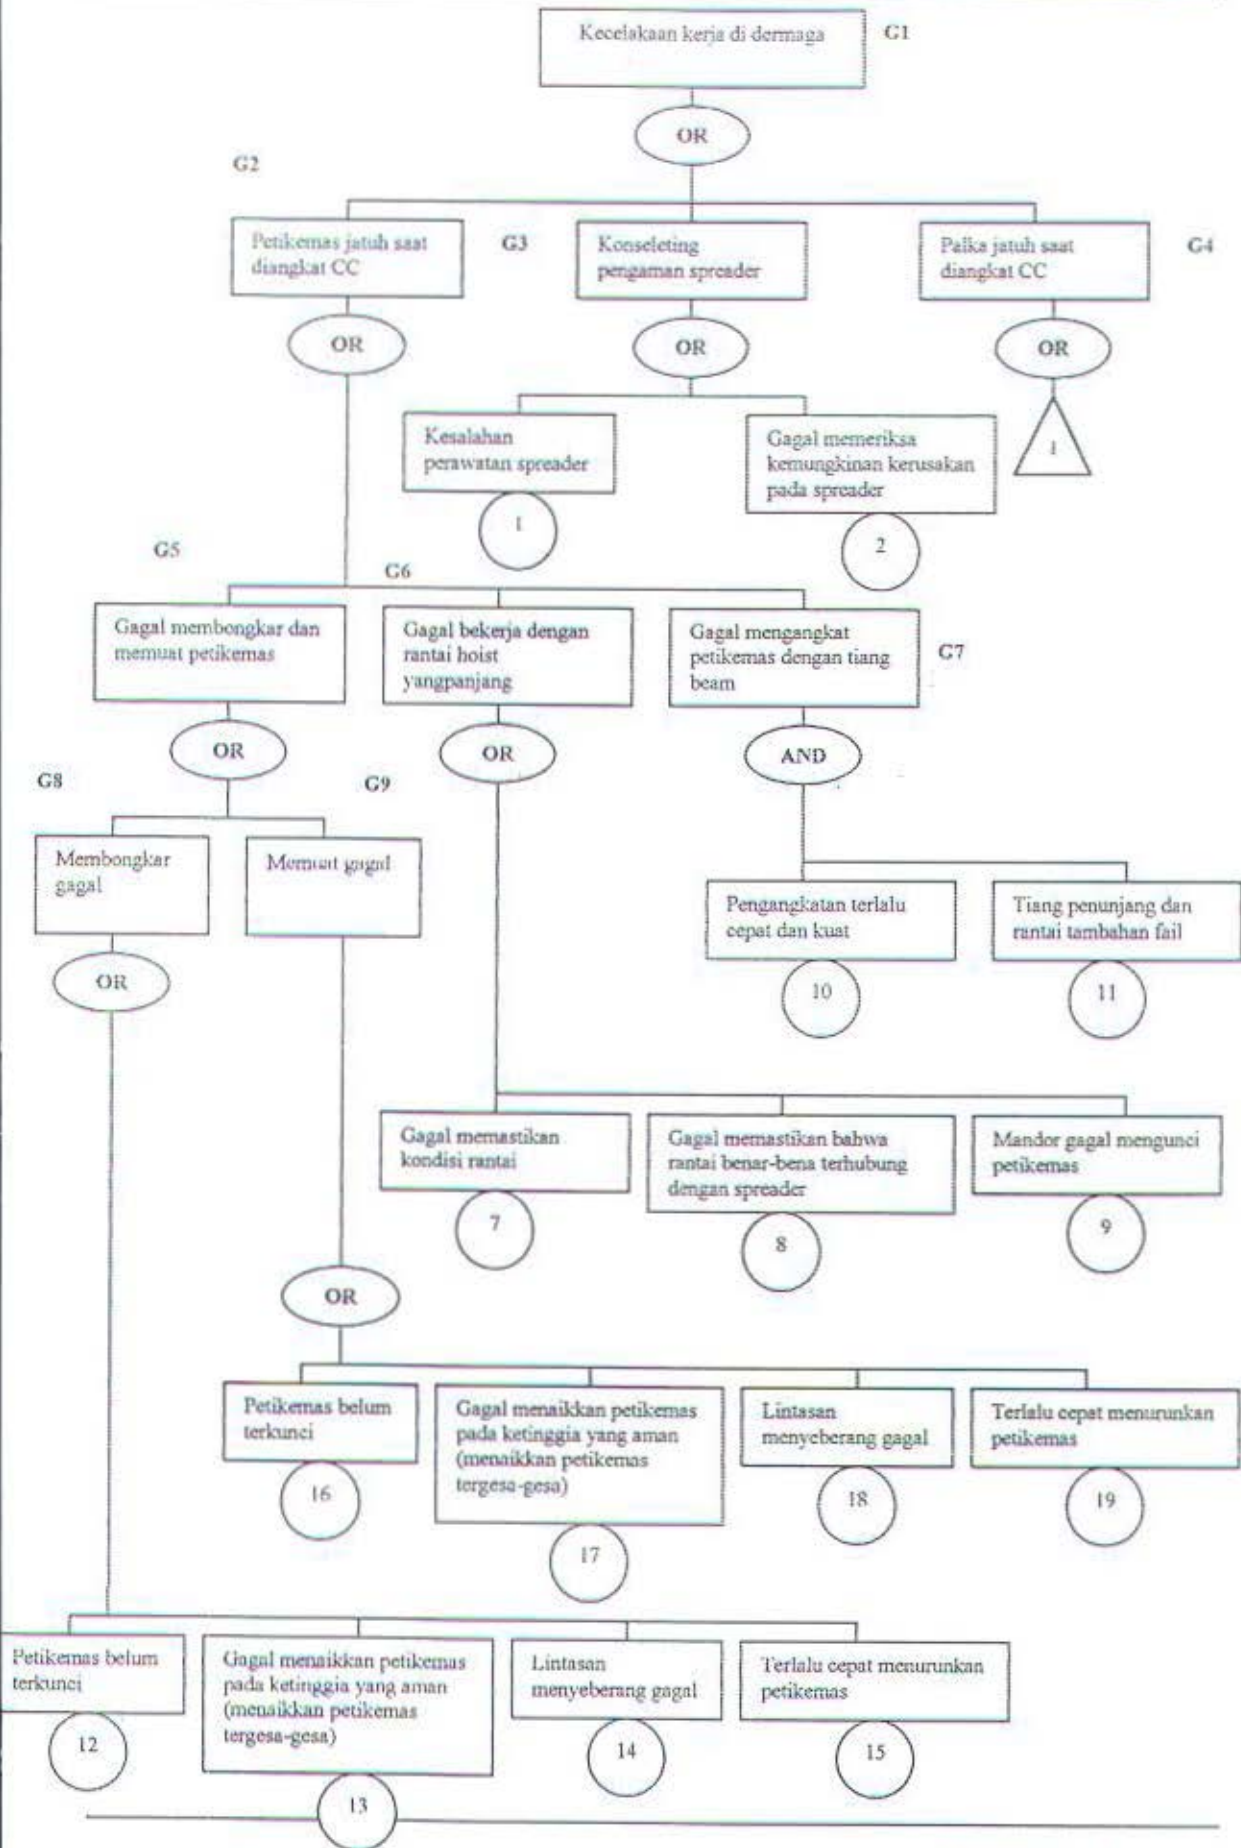 Kecelakaan kerja di dermaga
G1
OR
G2
Petikemas jatuh saat
diangkat CC
G3
Konseleting
pengaman spreader
Palka jatuh saat
diangkat CC
G4
OR
OR
OR
Kesalahan
perawatan spreader
Gagal memeriksa
kemungkinan kerusakan
pada spreader
1
1
2
G5
G6
Gagal membongkar dan
memuat petikemas
Gagal bekerja dengan
rantai hoist
yangpanjang
Gagal mengangkat
petikemas dengan tiang
beam
G7
OR
OR
AND
G8
G9
Membongkar
gagal
Memuat gagal
Pengangkatan terlalu
cepat dan kuat
Tiang penunjang dan
rantai tambahan fail
OR
10
11
Gagal memastikan
kondisi rantai
Gagal memastikan bahwa
rantai benar-bena terhubung
dengan spreader
Mandor gagal mengunci
petikemas
7
8
9
OR
Petikemas belum
terkunci
Gagal menaikkan petikemas
pada ketinggia yang aman
(menaikkan petikemas
tergesa-gesa)
Lintasan
menyeberang gagal
Terlalu cepat menurunkan
petikemas
16
17
18
19
Petikemas belum
terkunci
Gagal menaikkan petikemas
pada ketinggia yang aman
(menaikkan petikemas
tergesa-gesa)
Lintasan
menyeberang gagal
Terlalu cepat menurunkan
petikemas
12
13
14
15